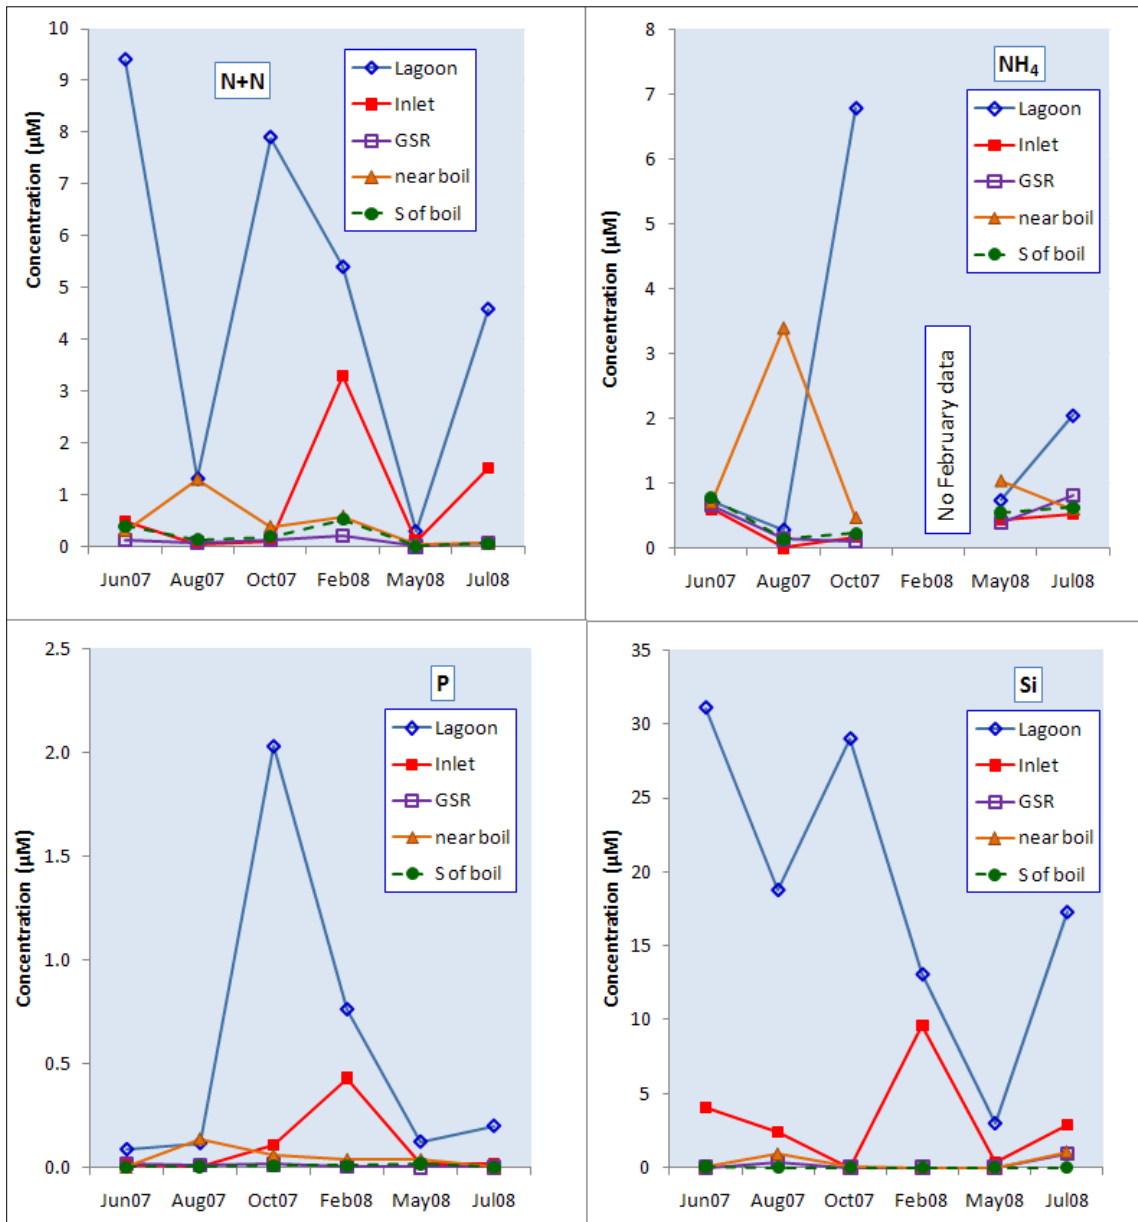 N+N
Lagoon
Inlet
GSR
near boil
S of boil
Concentration (µM)
10
9
8
7
6
5
4
3
2
1
0
Jun07 Aug07 Oct07 Feb08 May08 Jul08
NH4
Lagoon
Inlet
GSR
near boil
S of boil
No February data
Concentration (µM)
8
7
6
5
4
3
2
1
0
Jun07 Aug07 Oct07 Feb08 May08 Jul08
P
Lagoon
Inlet
GSR
near boil
S of boil
Concentration (µM)
2.5
2.0
1.5
1.0
0.5
0.0
Jun07 Aug07 Oct07 Feb08 May08 Jul08
Si
Lagoon
Inlet
GSR
near boil
S of boil
Concentration (µM)
35
30
25
20
15
10
5
0
Jun07 Aug07 Oct07 Feb08 May08 Jul08